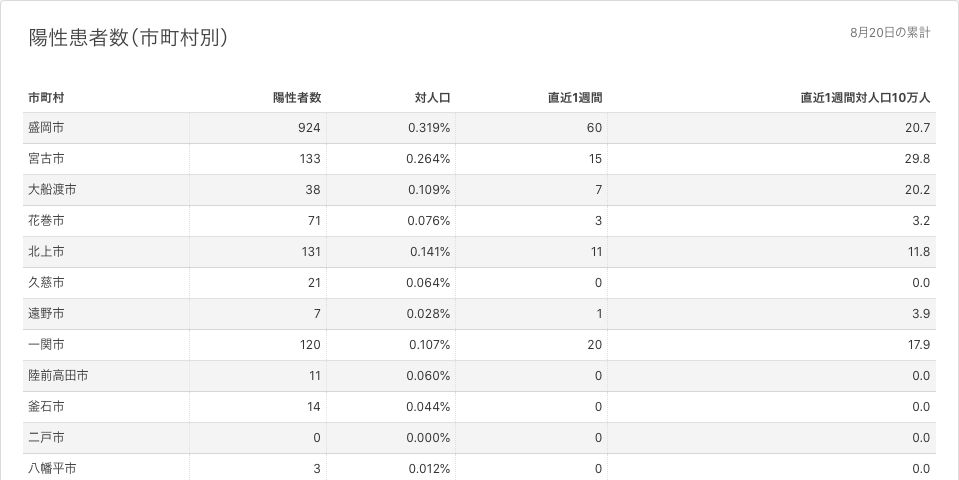 陽性患者数（市町村別）
8月20日の累計
市町村 陽性者数 対人口 直近1週間 直近1週間対人口10万人
盛岡市 924 0.319% 60 20.7
宮古市 133 0.264% 15 29.8
大船渡市 38 0.109% 7 20.2
花巻市 71 0.076% 3 3.2
北上市 131 0.141% 11 11.8
久慈市 21 0.064% 0 0.0
遠野市 7 0.028% 1 3.9
一関市 120 0.107% 20 17.9
陸前高田市 11 0.060% 0 0.0
釜石市 14 0.044% 0 0.0
二戸市 0 0.000% 0 0.0
八幡平市 3 0.012% 0 0.0